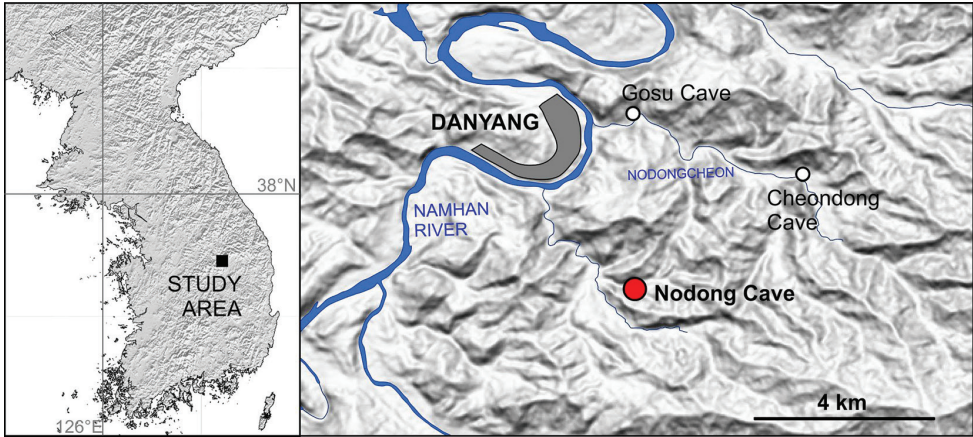 38°N
STUDY
AREA
126°E
DANYANG
Gosu Cave
NODONGCHEON
Cheondong
Cave
NAMHAN
RIVER
Nodong Cave
4 km